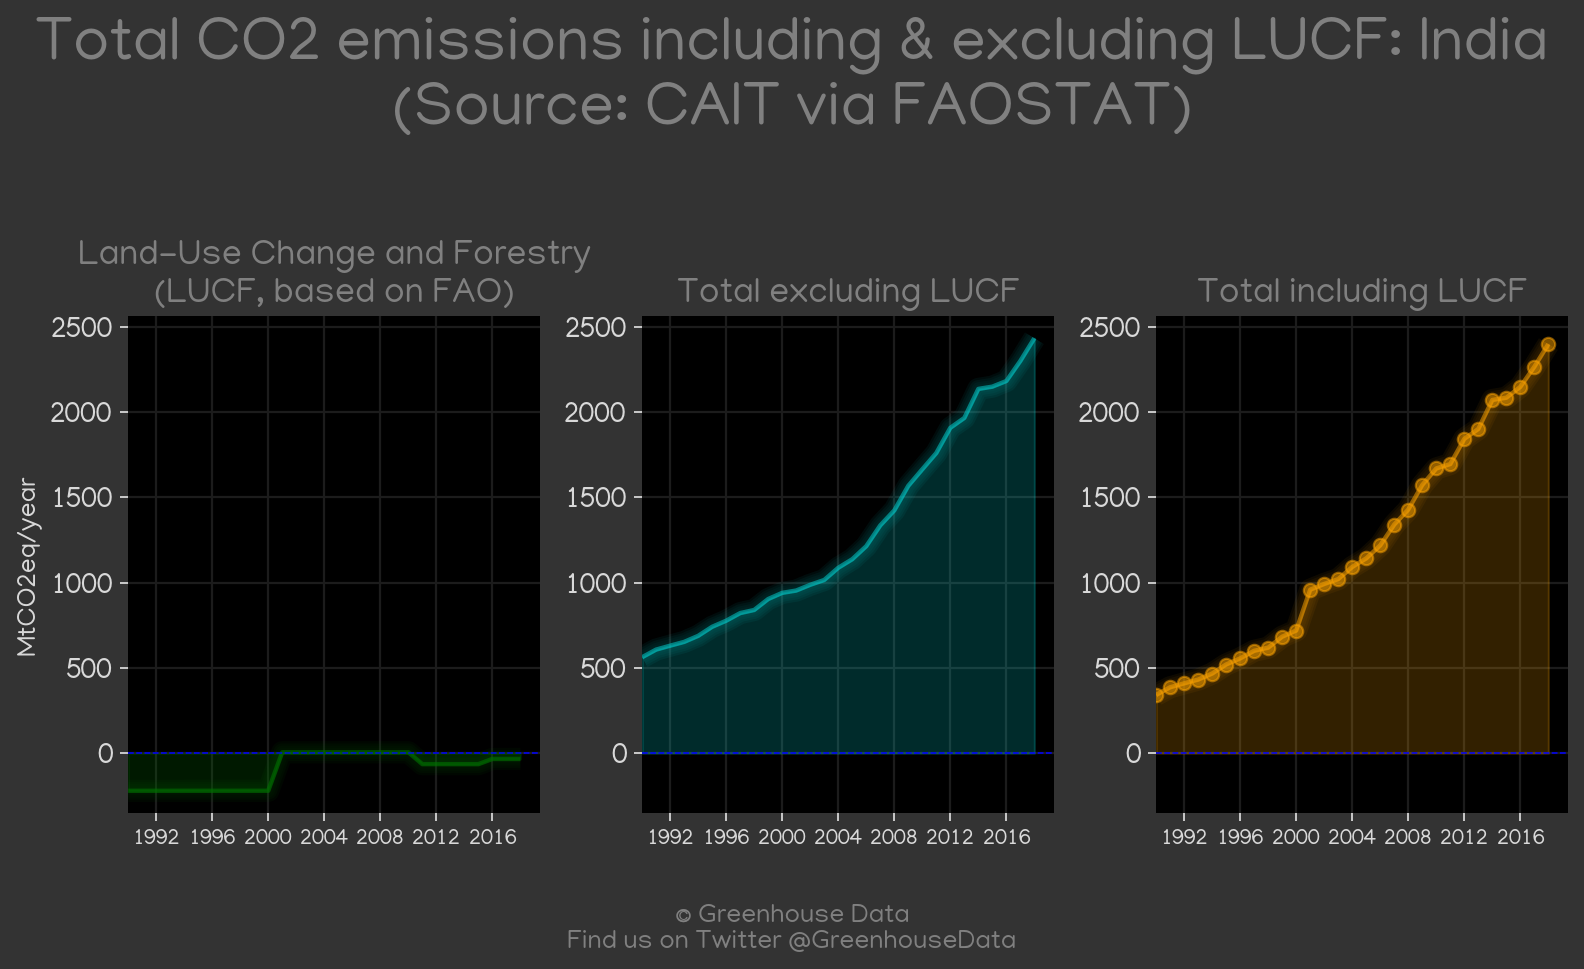 Total CO2 emissions including & excluding LUCF: India
(Source: CAIT via FAOSTAT)
Land-Use Change and Forestry
(LUCF, based on FAO)
Total excluding LUCF
Total including LUCF
MtCO2eq/year
2500
2000
1500
1000
500
0
1992 1996 2000 2004 2008 2012 2016
2500
2000
1500
1000
500
0
1992 1996 2000 2004 2008 2012 2016
2500
2000
1500
1000
500
0
1992 1996 2000 2004 2008 2012 2016
© Greenhouse Data
Find us on Twitter @GreenhouseData